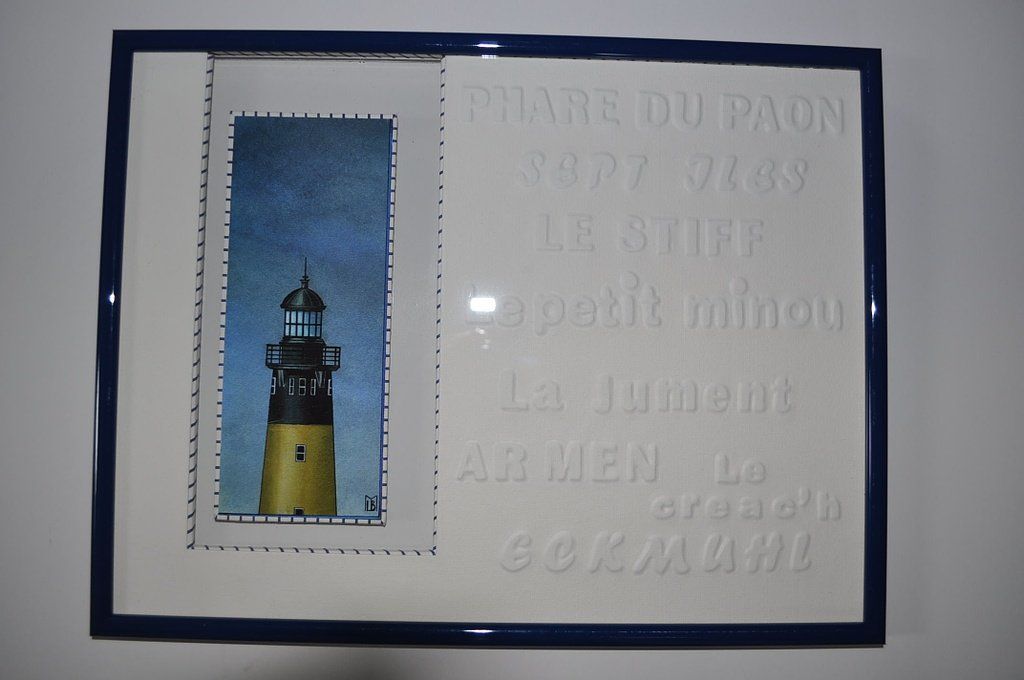 PHARE DU PAON
SEPT ILES
LE STIFF
Le petit minou
La Jument
AR MEN Le
creac'h
ECKMUHL